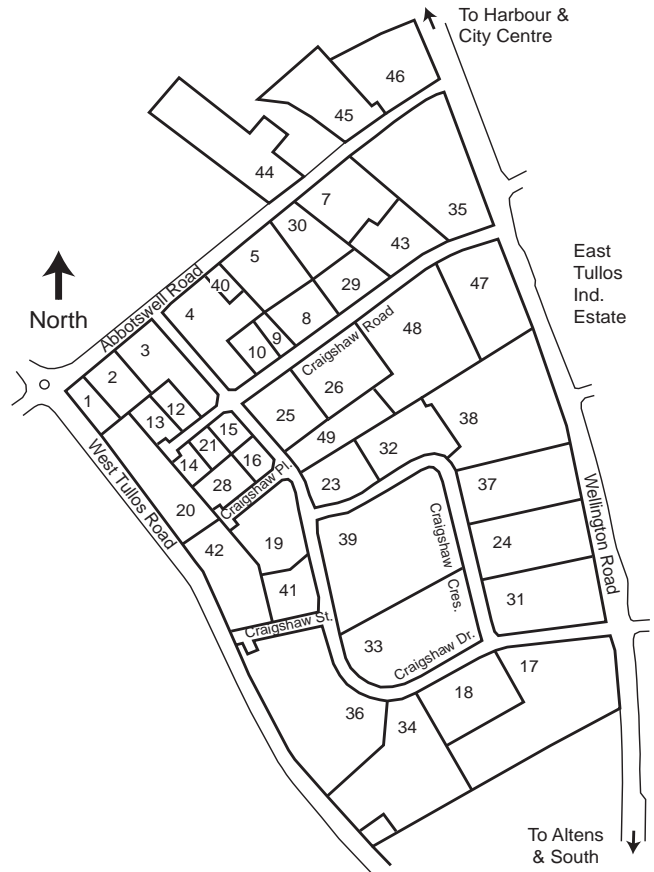 To Harbour &
City Centre
46
45
44
7
35
30
43
5
East
Tullos
Ind.
Estate
North
Abbotswell Road
40
4
29
47
8
9
10
3
Craigshaw Road
48
2
26
1
12
13
25
38
15
21
49
32
16
14
23
28
Craigshaw Pl.
37
West Tullos Road
20
Wellington Road
42
19
39
Craigshaw
Cres.
24
41
31
Craigshaw St.
33
Craigshaw Dr.
17
18
36
34
To Altens
& South